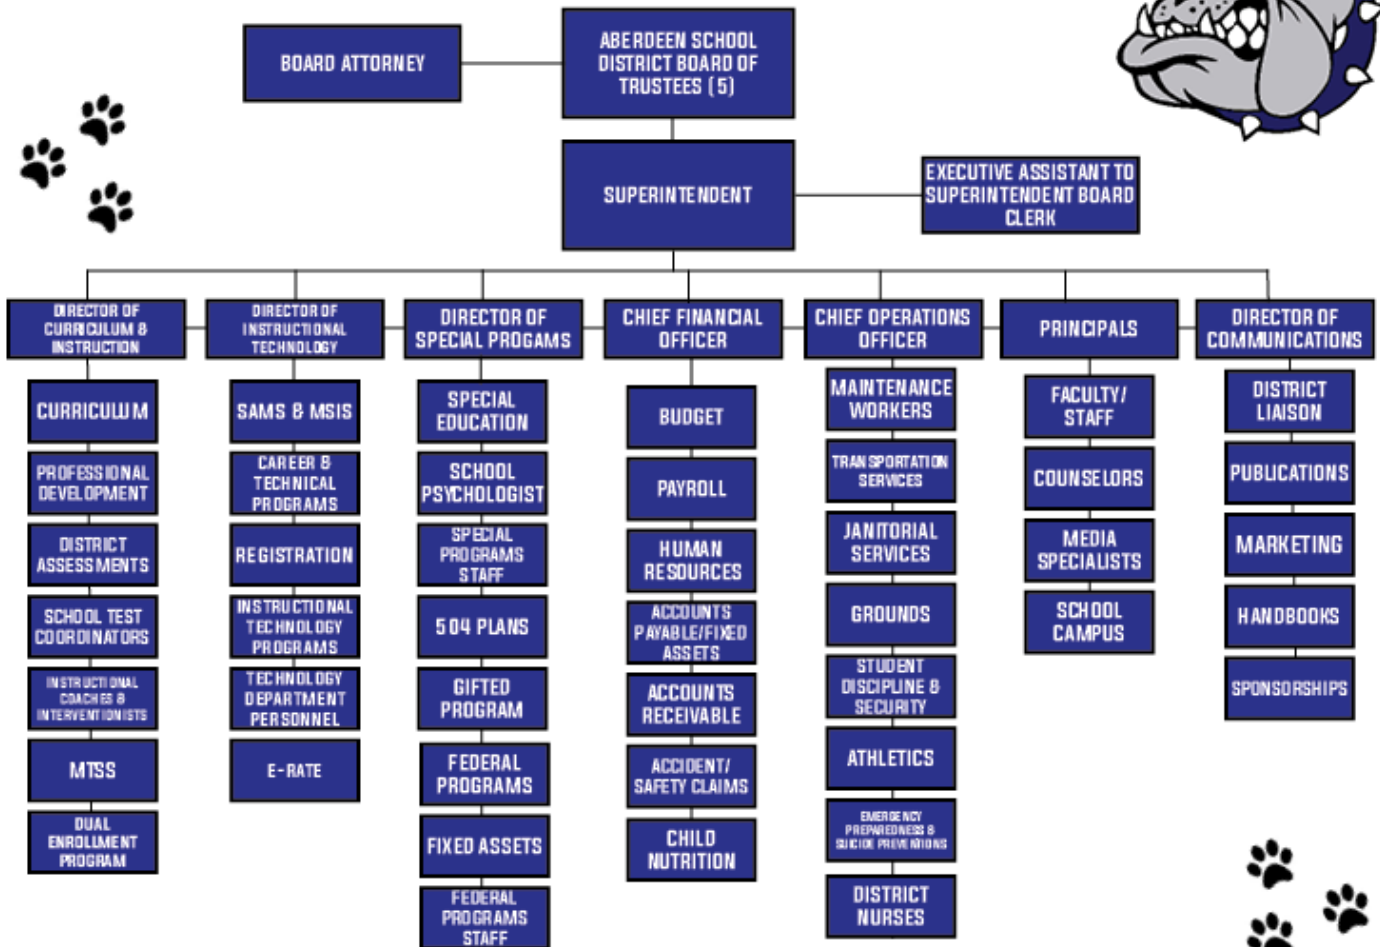 BOARD ATTORNEY
ABERDEEN SCHOOL
DISTRICT BOARD OF
TRUSTEES (5)
SUPERINTENDENT
EXECUTIVE ASSISTANT TO
SUPERINTENDENT BOARD
CLERK
DIRECTOR OF
CURRICULUM &
INSTRUCTION
CURRICULUM
PROFESSIONAL
DEVELOPMENT
DISTRICT
ASSESSMENTS
SCHOOL TEST
COORDINATORS
INSTRUCTIONAL
COACHES &
INTERVENTIONISTS
MTSS
DUAL
ENROLLMENT
PROGRAM
DIRECTOR OF
INSTRUCTIONAL
TECHNOLOGY
SAMS & MSIS
CAREER &
TECHNICAL
PROGRAMS
REGISTRATION
INSTRUCTIONAL
TECHNOLOGY
PROGRAMS
TECHNOLOGY
DEPARTMENT
PERSONNEL
E-RATE
DIRECTOR OF
SPECIAL PROGAMS
SPECIAL
EDUCATION
SCHOOL
PSYCHOLOGIST
SPECIAL
PROGRAMS
STAFF
504 PLANS
GIFTED
PROGRAM
FEDERAL
PROGRAMS
FIXED ASSETS
FEDERAL
PROGRAMS
STAFF
CHIEF FINANCIAL
OFFICER
BUDGET
PAYROLL
HUMAN
RESOURCES
ACCOUNTS
PAYABLE/FIXED
ASSETS
ACCOUNTS
RECEIVABLE
ACCIDENT/
SAFETY CLAIMS
CHILD
NUTRITION
CHIEF OPERATIONS
OFFICER
MAINTENANCE
WORKERS
TRANSPORTATION
SERVICES
JANITORIAL
SERVICES
GROUNDS
STUDENT
DISCIPLINE &
SECURITY
ATHLETICS
EMERGENCY
PREPAREDNESS &
SUICIDE PREVENTIONS
DISTRICT
NURSES
PRINCIPALS
FACULTY/
STAFF
COUNSELORS
MEDIA
SPECIALISTS
SCHOOL
CAMPUS
DIRECTOR OF
COMMUNICATIONS
DISTRICT
LIAISON
PUBLICATIONS
MARKETING
HANDBOOKS
SPONSORSHIPS